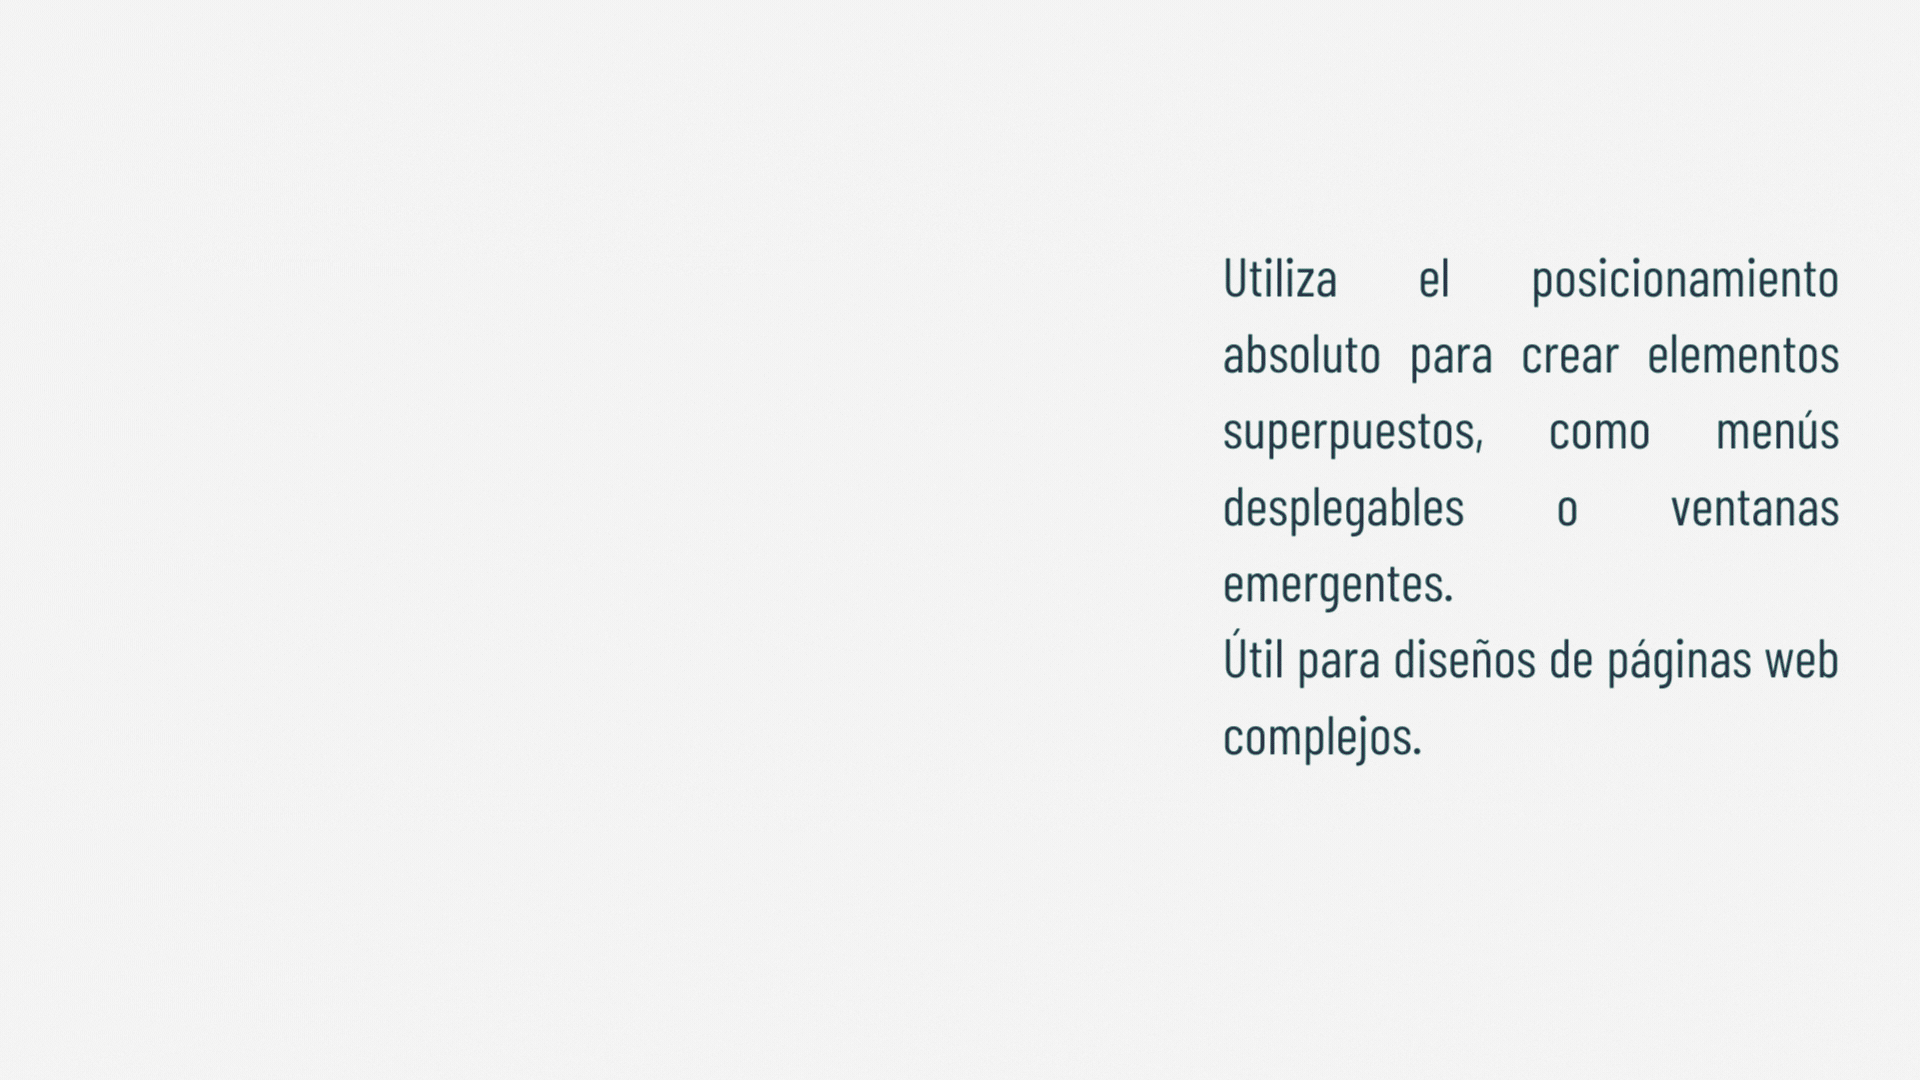 Utiliza el posicionamiento
absoluto para crear elementos
superpuestos, como menús
desplegables o ventanas
emergentes.
Útil para diseños de páginas web
complejos.